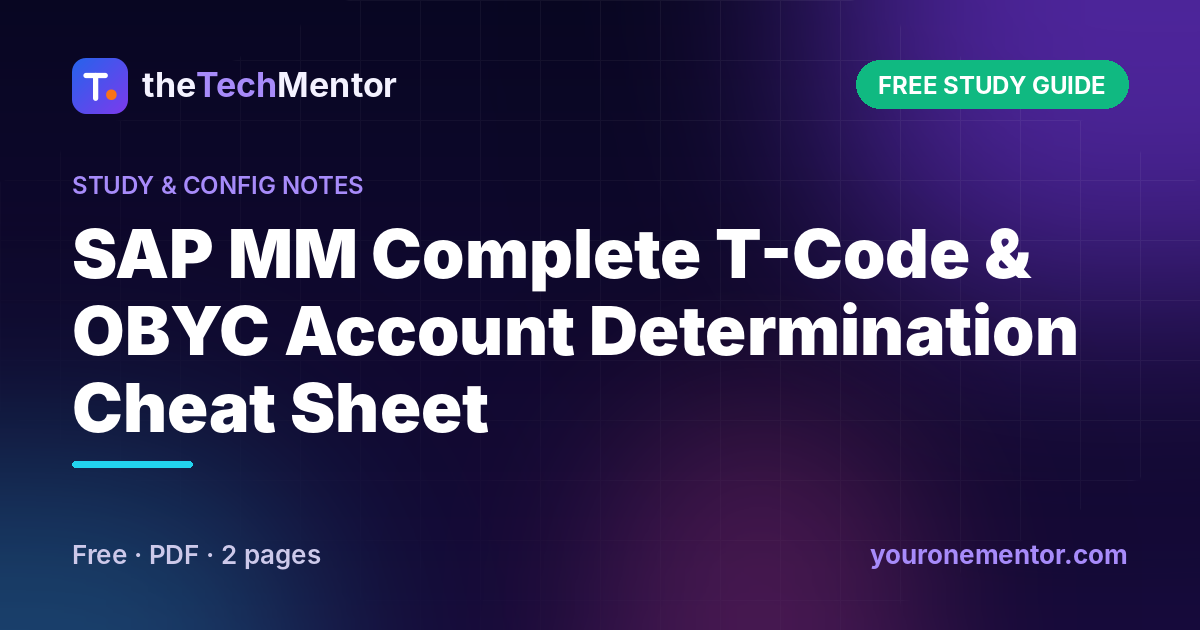 T.
theTechMentor
FREE STUDY GUIDE
STUDY & CONFIG NOTES
SAP MM Complete T-Code &
OBYC Account Determination
Cheat Sheet
Free · PDF · 2 pages
youronementor.com